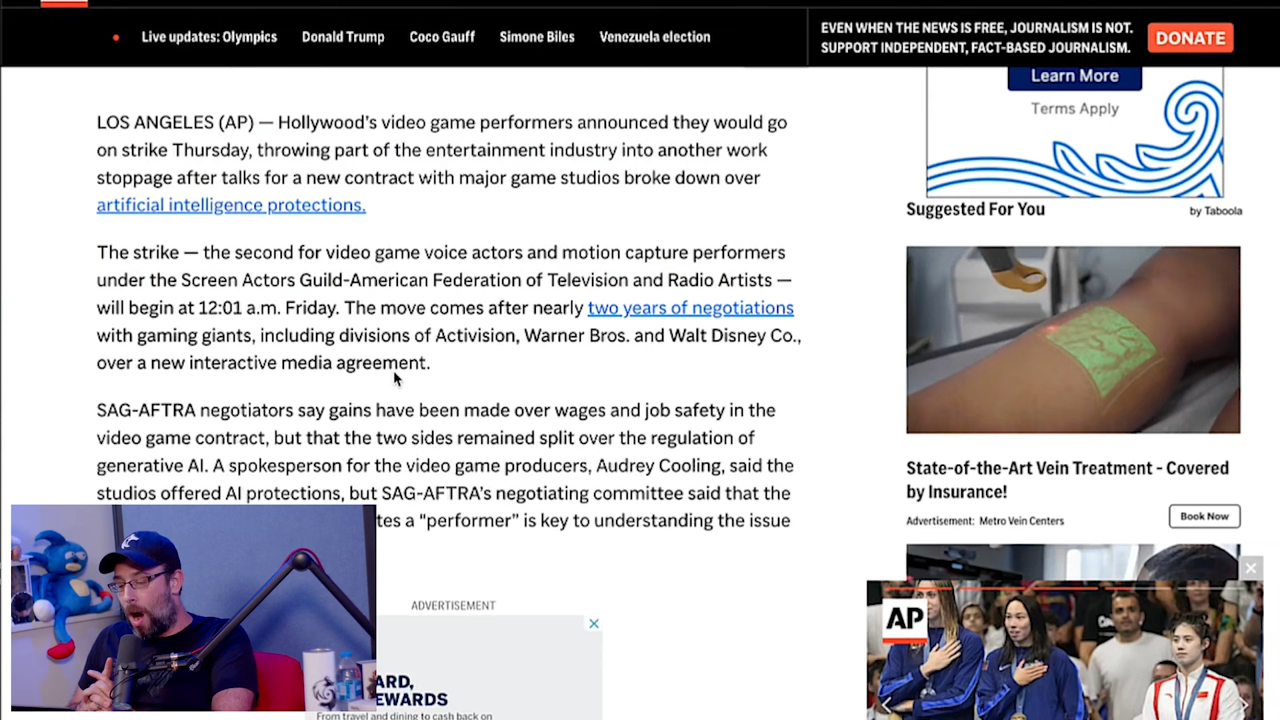 Live updates: Olympics Donald Trump Coco Gauff Simone Biles Venezuela election
EVEN WHEN THE NEWS IS FREE, JOURNALISM IS NOT.
SUPPORT INDEPENDENT, FACT-BASED JOURNALISM.
DONATE
LOS ANGELES (AP) — Hollywood's video game performers announced they would go
on strike Thursday, throwing part of the entertainment industry into another work
stoppage after talks for a new contract with major game studios broke down over
artificial intelligence protections.
The strike — the second for video game voice actors and motion capture performers
under the Screen Actors Guild-American Federation of Television and Radio Artists —
will begin at 12:01 a.m. Friday. The move comes after nearly two years of negotiations
with gaming giants, including divisions of Activision, Warner Bros. and Walt Disney Co.,
over a new interactive media agreement.
SAG-AFTRA negotiators say gains have been made over wages and job safety in the
video game contract, but that the two sides remained split over the regulation of
generative AI. A spokesperson for the video game producers, Audrey Cooling, said the
studios offered AI protections, but SAG-AFTRA's negotiating committee said that the
tes a “performer” is key to understanding the issue
ADVERTISEMENT
ARD,
EWARDS
From travel and dining to cash back on
Learn More
Terms Apply
Suggested For You
by Taboola
State-of-the-Art Vein Treatment - Covered
by Insurance!
Advertisement: Metro Vein Centers
Book Now
AP